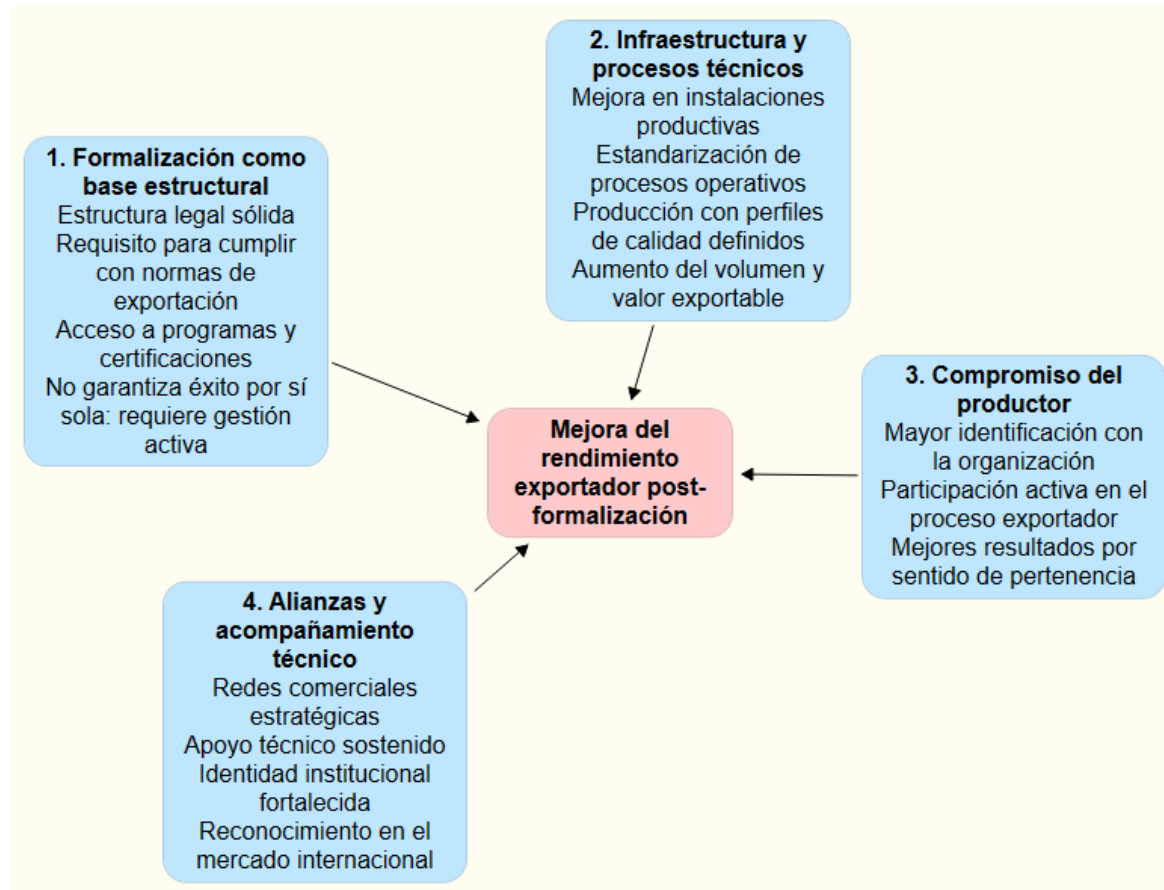 1. Formalización como
base estructural
Estructura legal sólida
Requisito para cumplir
con normas de
exportación
Acceso a programas y
certificaciones
No garantiza éxito por sí
sola: requiere gestión
activa
2. Infraestructura y
procesos técnicos
Mejora en instalaciones
productivas
Estandarización de
procesos operativos
Producción con perfiles
de calidad definidos
Aumento del volumen y
valor exportable
3. Compromiso del
productor
Mayor identificación con
la organización
Participación activa en el
proceso exportador
Mejores resultados por
sentido de pertenencia
Mejora del
rendimiento
exportador post-
formalización
4. Alianzas y
acompañamiento
técnico
Redes comerciales
estratégicas
Apoyo técnico sostenido
Identidad institucional
fortalecida
Reconocimiento en el
mercado internacional